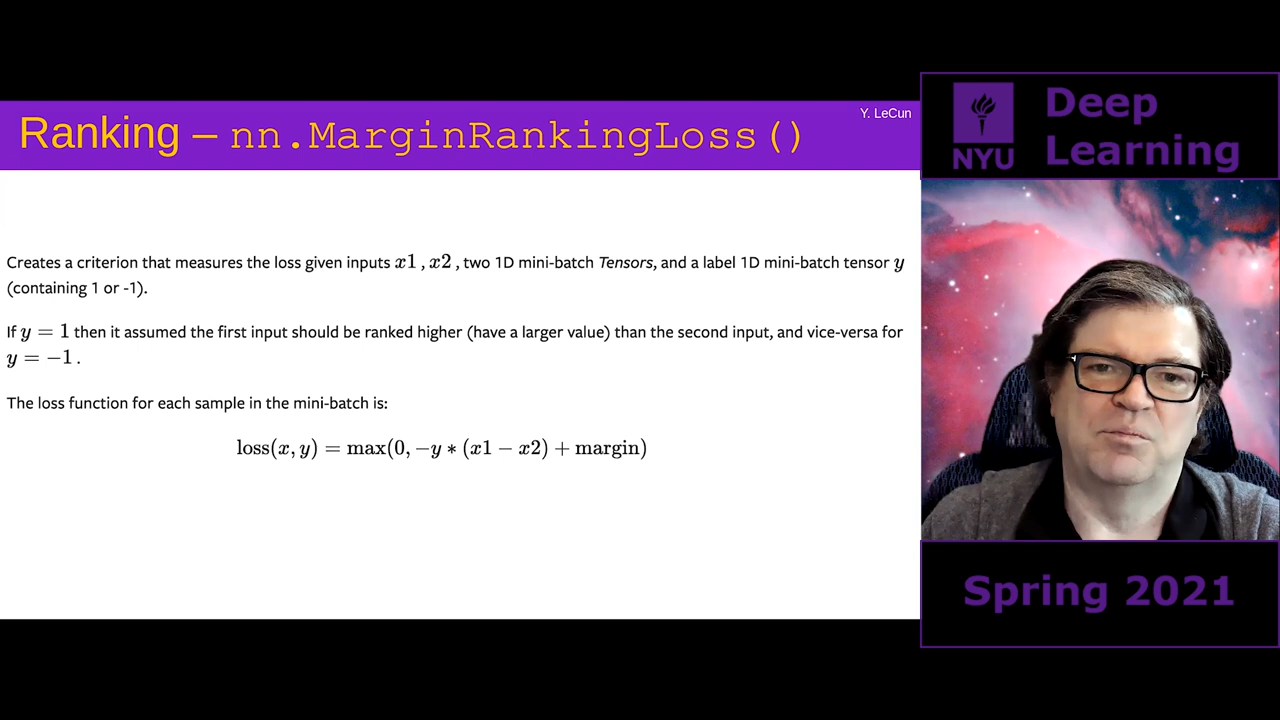 Ranking – nn.MarginRankingLoss()
Y. LeCun
Creates a criterion that measures the loss given inputs x1 , x2 , two 1D mini-batch Tensors, and a label 1D mini-batch tensor y
(containing 1 or -1).
If y = 1 then it assumed the first input should be ranked higher (have a larger value) than the second input, and vice-versa for
y = −1 .
The loss function for each sample in the mini-batch is:
loss(x, y) = max(0, −y ∗ (x1 − x2) + margin)
NYU
Deep
Learning
Spring 2021